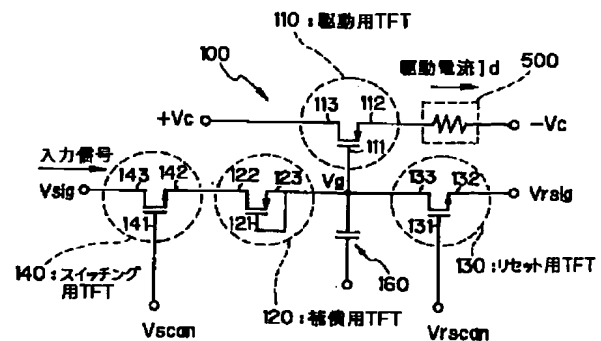 110:駆動用TFT
100
駆動電流Id
500
113
112
+Vc
-Vc
111
入力信号
Vsig
143
142
122
123
Vg
133
132
Vrsig
141
121
131
140:スイッチング
用TFT
160
130:リセット用TFT
120:補償用TFT
Vscan
Vrscan